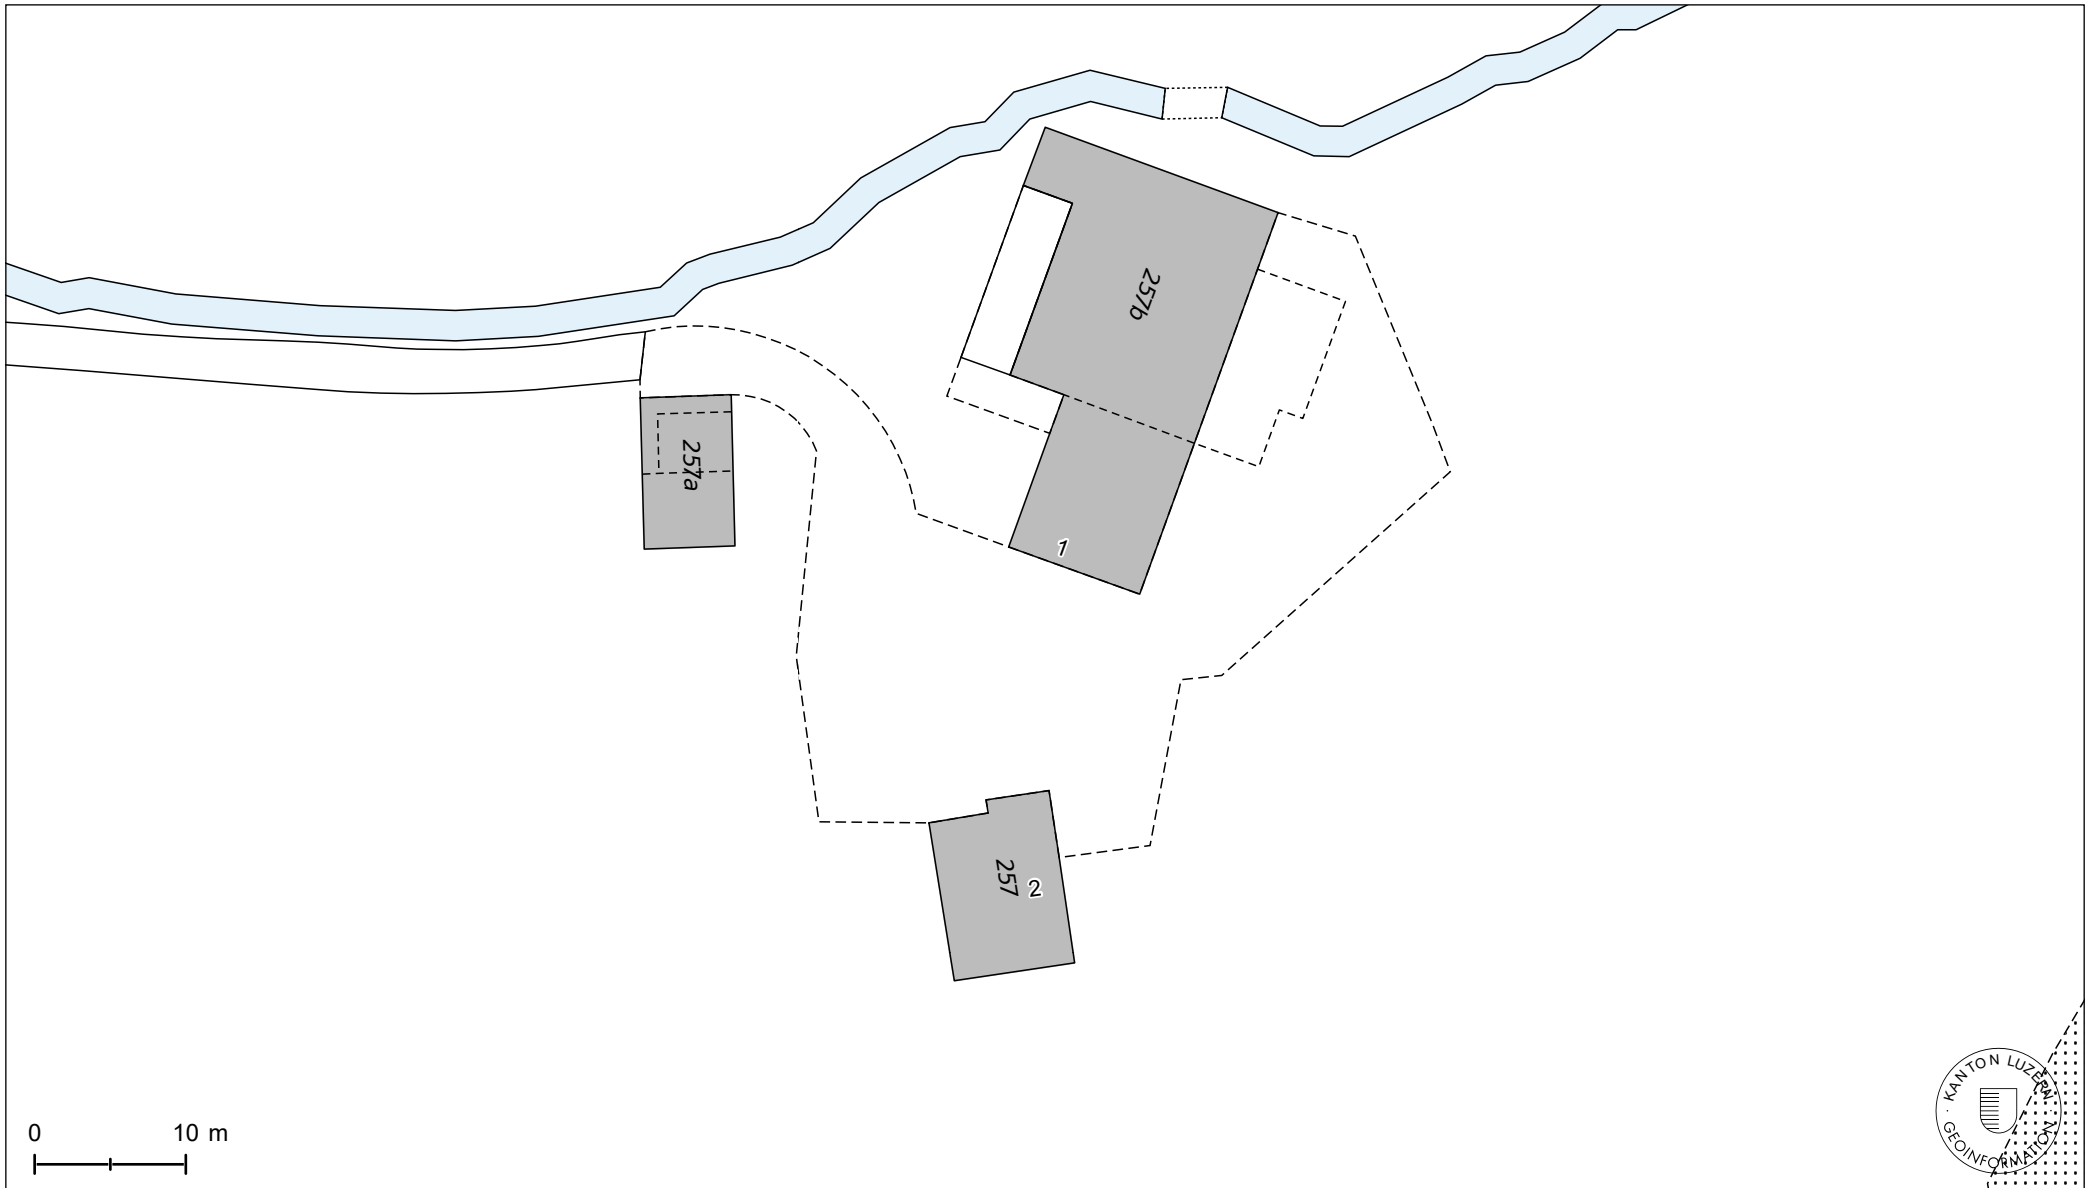 257b
257a
1
257
2
0 10 m
· KANTON LUZERN ·
GEOINFORMATION